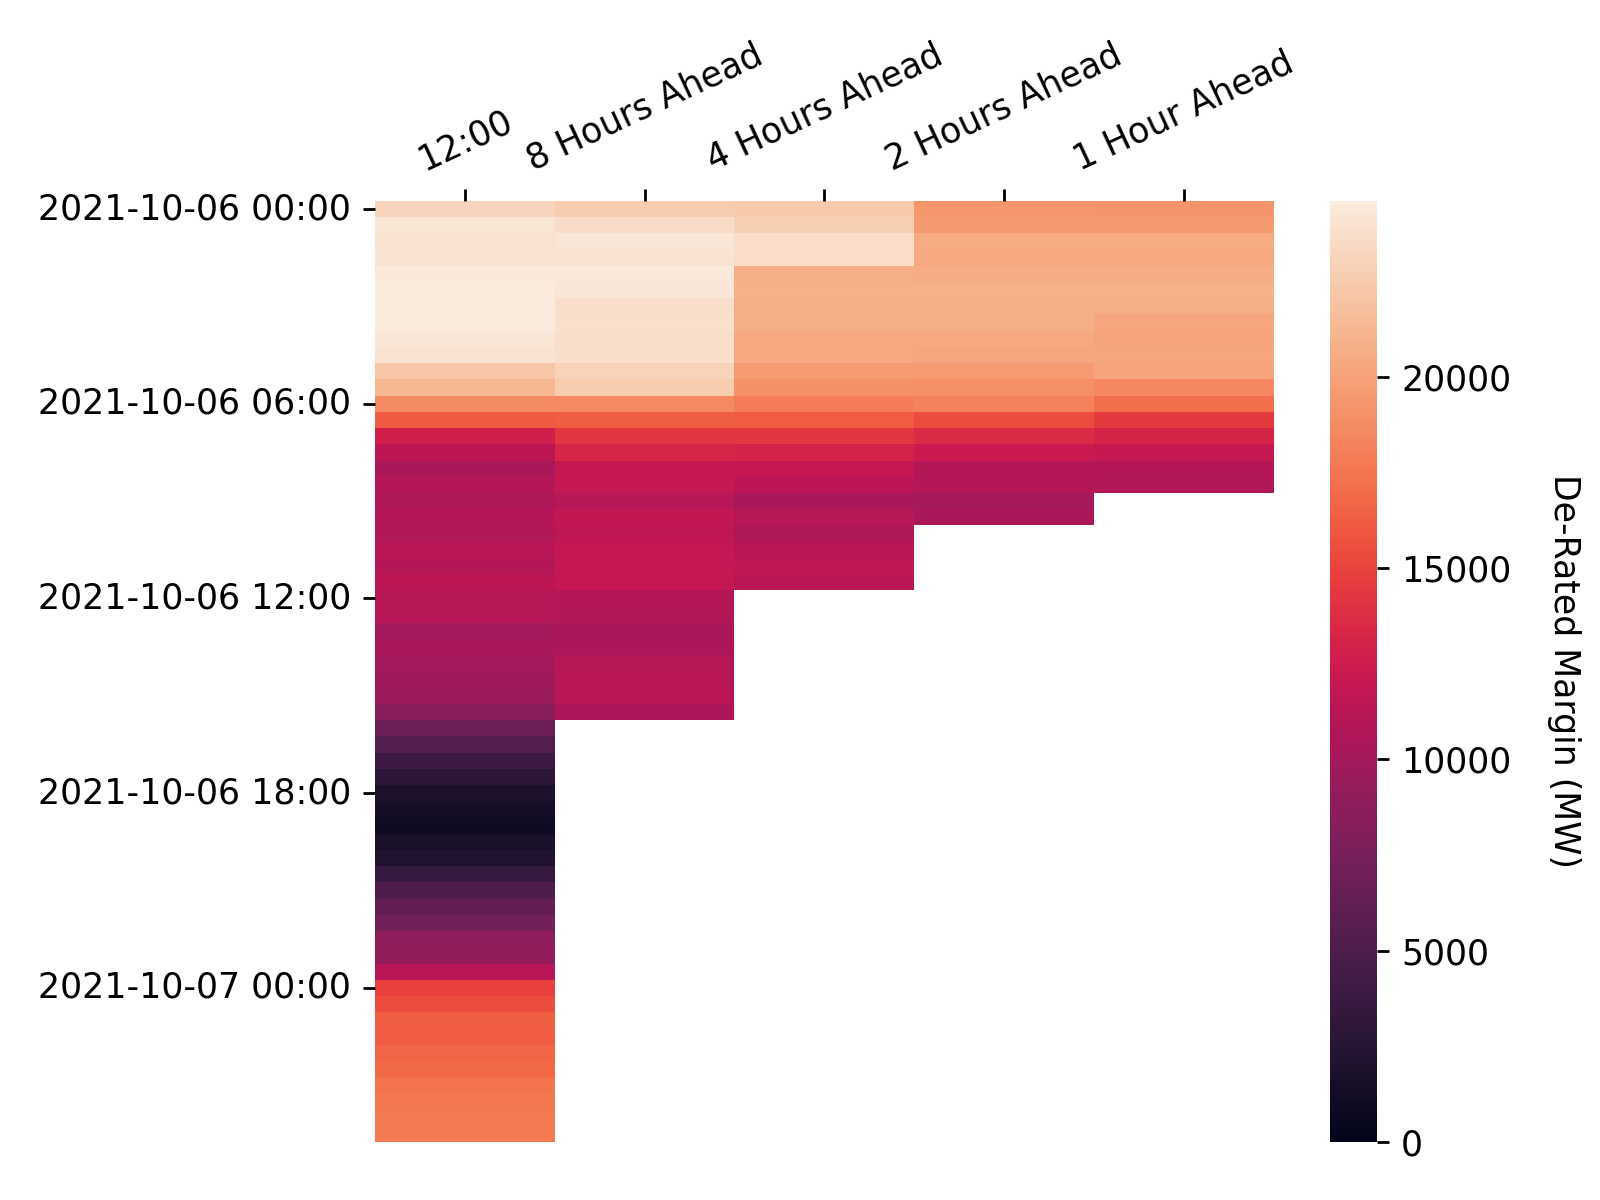 12:00
8 Hours Ahead
4 Hours Ahead
2 Hours Ahead
1 Hour Ahead
2021-10-06 00:00
2021-10-06 06:00
2021-10-06 12:00
2021-10-06 18:00
2021-10-07 00:00
20000
15000
10000
5000
0
De-Rated Margin (MW)